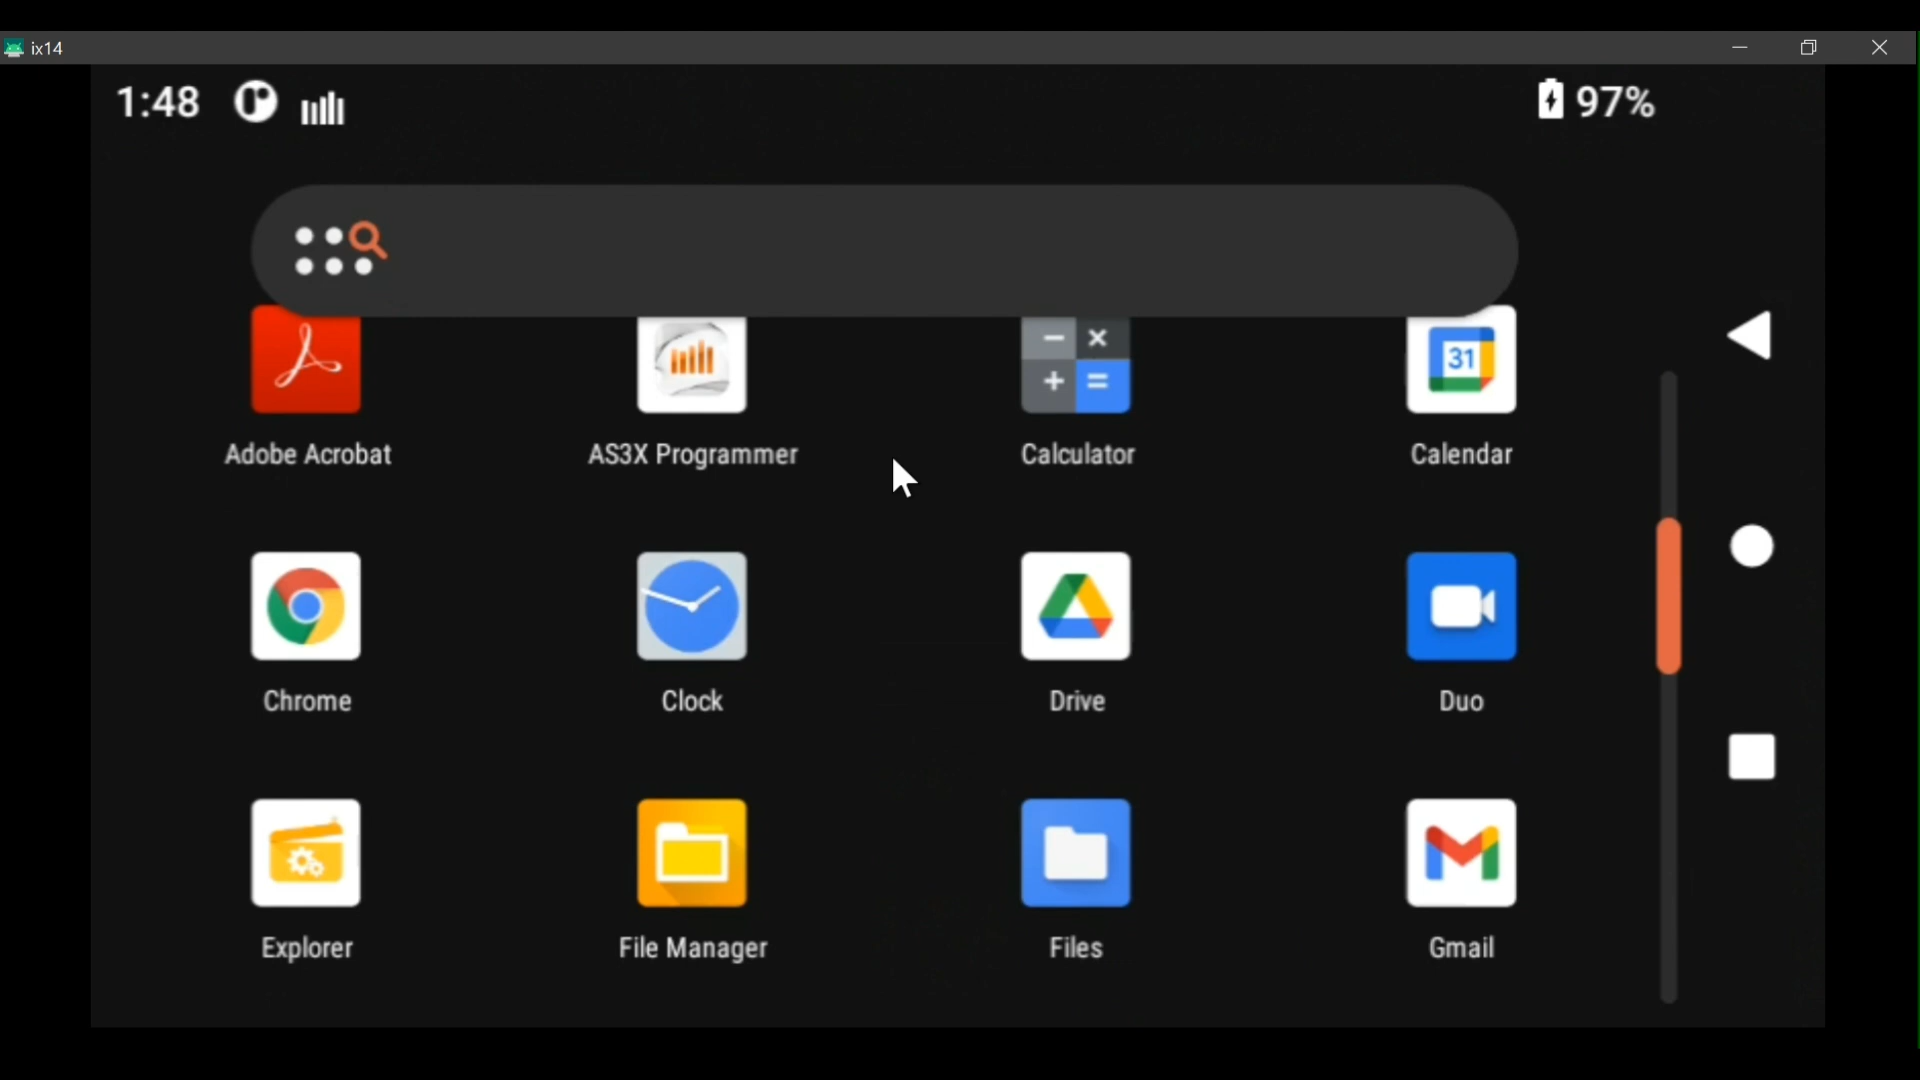 ix14
1:48
97%
31
Adobe Acrobat
AS3X Programmer
Calculator
Calendar
Chrome
Clock
Drive
Duo
Explorer
File Manager
Files
Gmail